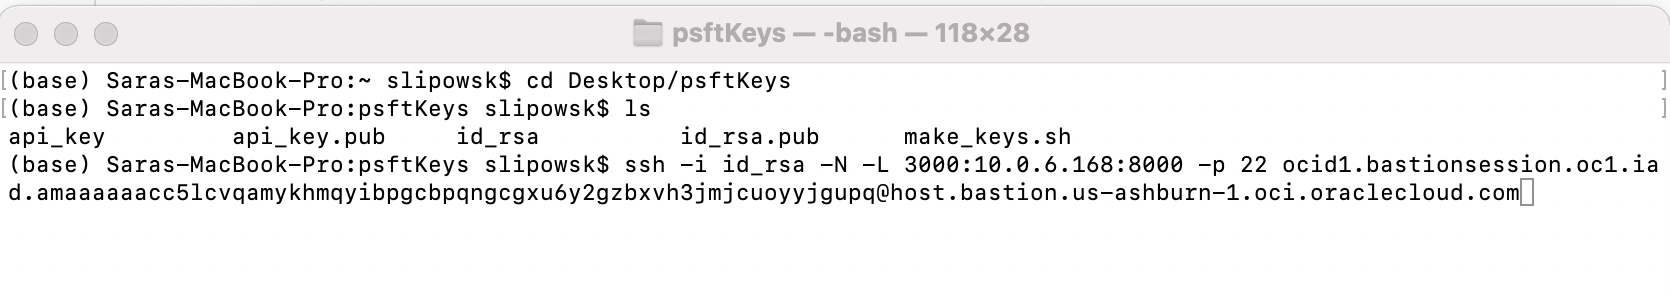 psftKeys — -bash — 118×28
(base) Saras-MacBook-Pro:~ slipowsk$ cd Desktop/psftKeys
(base) Saras-MacBook-Pro:psftKeys slipowsk$ ls
api_key api_key.pub id_rsa id_rsa.pub make_keys.sh
(base) Saras-MacBook-Pro:psftKeys slipowsk$ ssh -i id_rsa -N -L 3000:10.0.6.168:8000 -p 22 ocid1.bastionsession.oc1.ia
d.amaaaaaacc5lcvqamykhmqyibpgcbpqngcgxu6y2gzbxvh3jmjcuoyyjgupq@host.bastion.us-ashburn-1.oci.oraclecloud.com